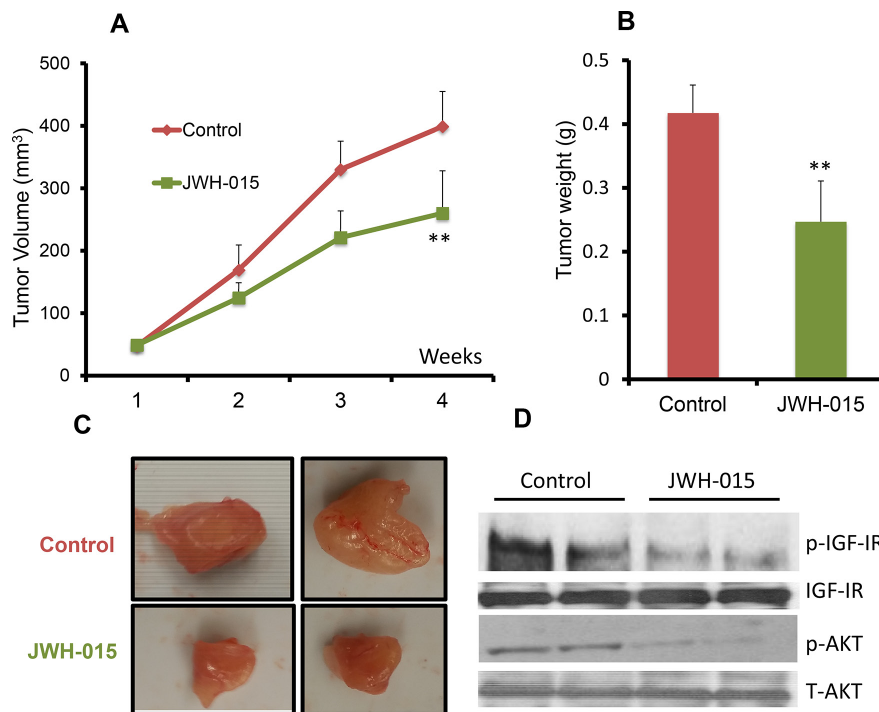 A
Tumor Volume (mm³)
500
400
300
200
100
0
Control
JWH-015
**
Weeks
1 2 3 4
B
Tumor weight (g)
0.5
0.4
0.3
0.2
0.1
0
**
Control JWH-015
C
Control
JWH-015
D
Control JWH-015
p-IGF-IR
IGF-IR
p-AKT
T-AKT